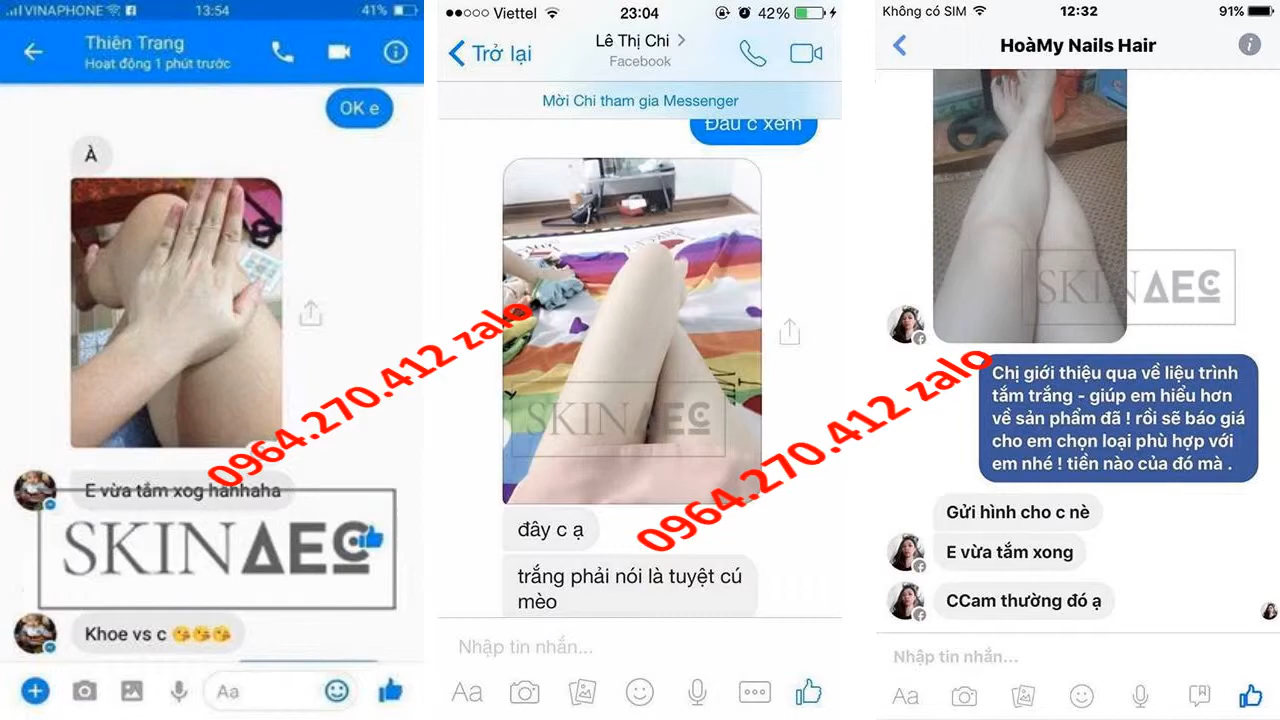 VINAPHONE
13:54
41%
Thiên Trang
Hoạt động 1 phút trước
OK e
À
E vừa tắm xog hanhaha
SKINAEC
Khoe vs c 😘😘😘
Aa
Viettel
23:04
42%
Trở lại
Lê Thị Chi
Facebook
Mời Chi tham gia Messenger
Đâu c xem
SKINAEC
đây c ạ
trắng phải nói là tuyệt cú
mèo
Nhập tin nhắn...
Aa
Không có SIM
12:32
91%
HoàMy Nails Hair
SKINAEC
Chị giới thiệu qua về liệu trình
tắm trắng - giúp em hiểu hơn
về sản phẩm đã ! rồi sẽ báo giá
cho em chọn loại phù hợp với
em nhé ! tiền nào của đó mà .
Gửi hình cho c nè
E vừa tắm xong
CCam thường đó ạ
Nhập tin nhắn...
Aa
0964.270.412 zalo
0964.270.412 zalo